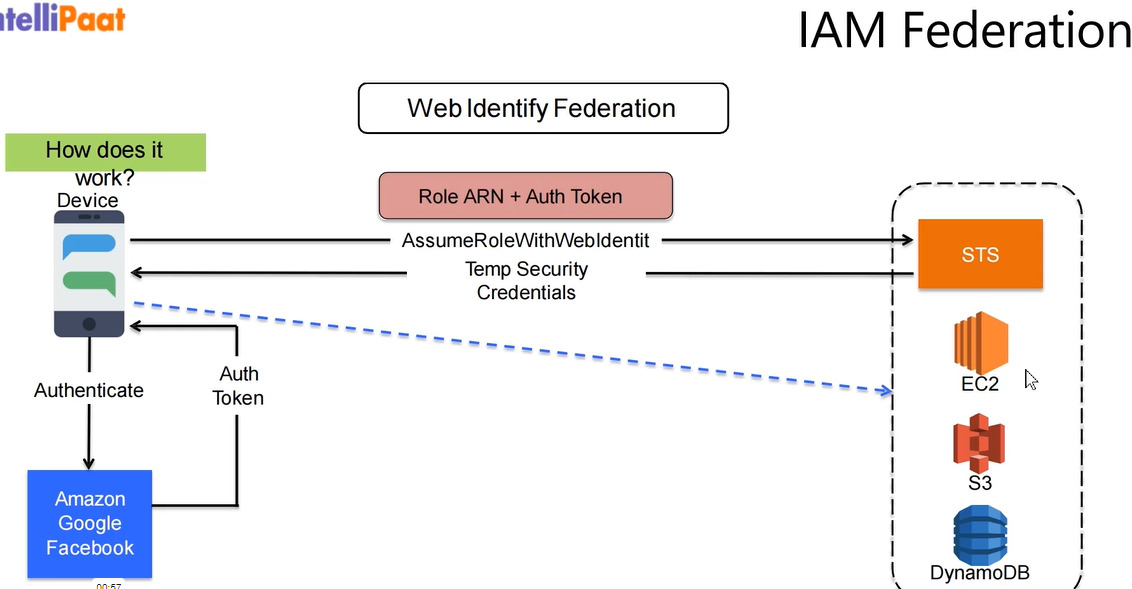 ntelliPaat
IAM Federation
Web Identify Federation
How does it
work?
Device
Role ARN + Auth Token
AssumeRoleWithWebIdentit
STS
Temp Security
Credentials
EC2
Auth
Token
Authenticate
S3
Amazon
Google
Facebook
DynamoDB
00:57